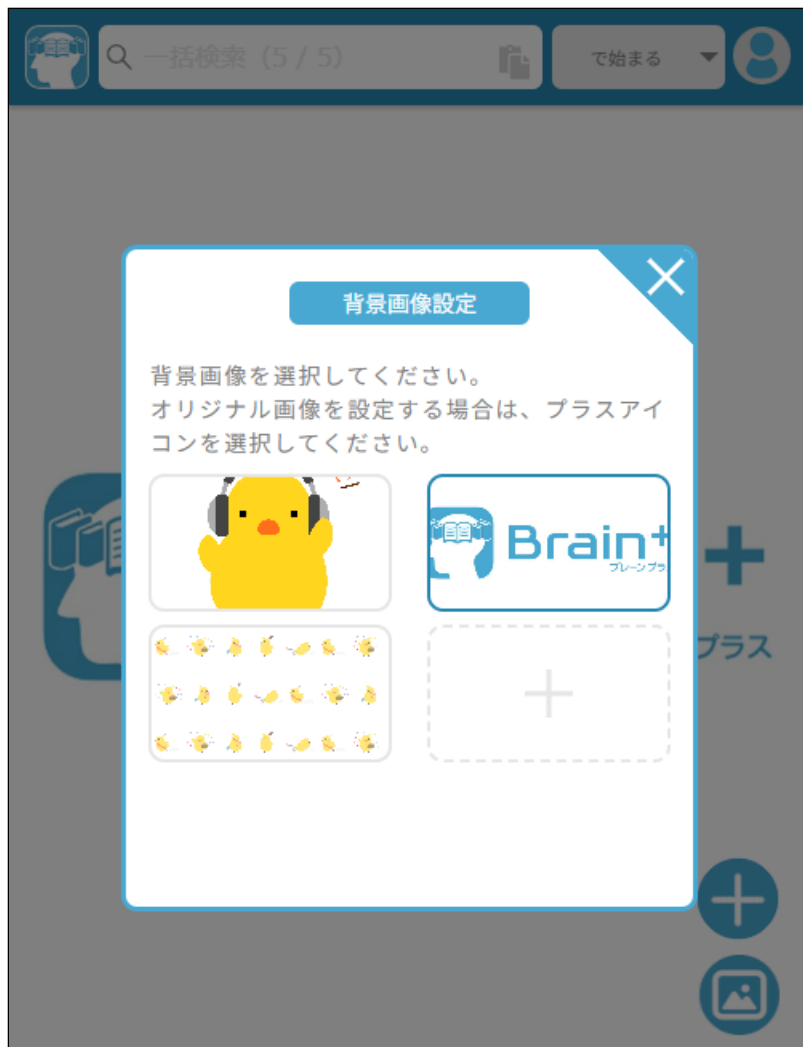 一括検索（5 / 5）
で始まる
背景画像設定
背景画像を選択してください。
オリジナル画像を設定する場合は、プラスアイ
コンを選択してください。
Brain+
ブレーンプラ
プラス